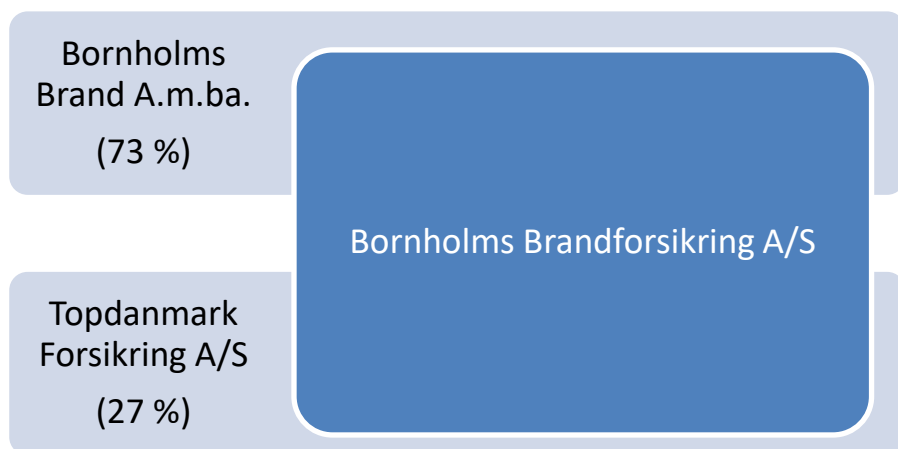 Bornholms
Brand A.m.ba.
(73 %)
Bornholms Brandforsikring A/S
Topdanmark
Forsikring A/S
(27 %)